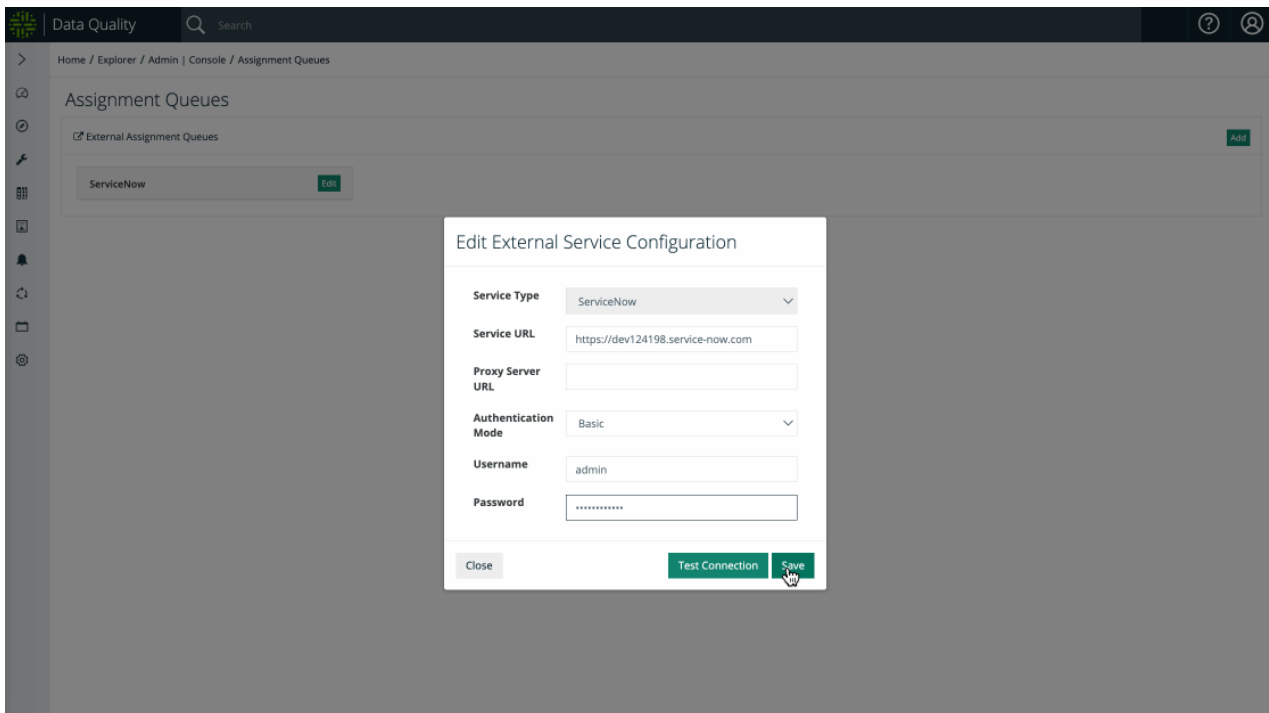 Data Quality
Search
Home / Explorer / Admin | Console / Assignment Queues
Assignment Queues
External Assignment Queues
Add
ServiceNow
Edit
Edit External Service Configuration
Service Type
ServiceNow
Service URL
https://dev124198.service-now.com
Proxy Server
URL
Authentication
Mode
Basic
Username
admin
Password
••••••••••••
Close
Test Connection
Save